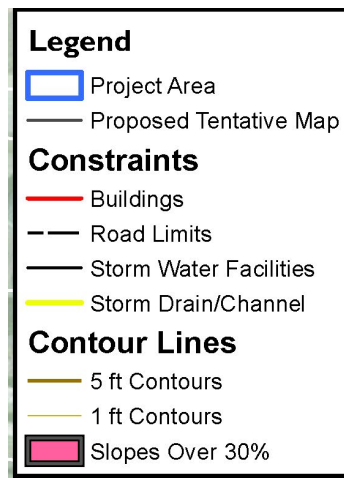 Legend
Project Area
Proposed Tentative Map
Constraints
Buildings
Road Limits
Storm Water Facilities
Storm Drain/Channel
Contour Lines
5 ft Contours
1 ft Contours
Slopes Over 30%